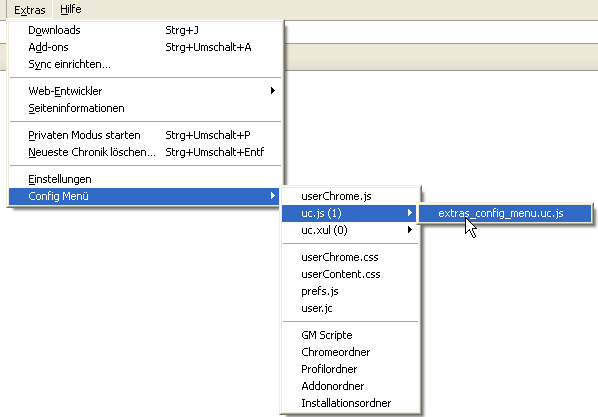 Extras Hilfe
Downloads Strg+J
Add-ons Strg+Umschalt+A
Sync einrichten...
Web-Entwickler
Seiteninformationen
Privaten Modus starten Strg+Umschalt+P
Neueste Chronik löschen... Strg+Umschalt+Entf
Einstellungen
Config Menü
userChrome.js
uc.js (1)
extras_config_menu.uc.js
uc.xul (0)
userChrome.css
userContent.css
prefs.js
user.jc
GM Scripte
Chromeordner
Profilordner
Addonordner
Installationsordner